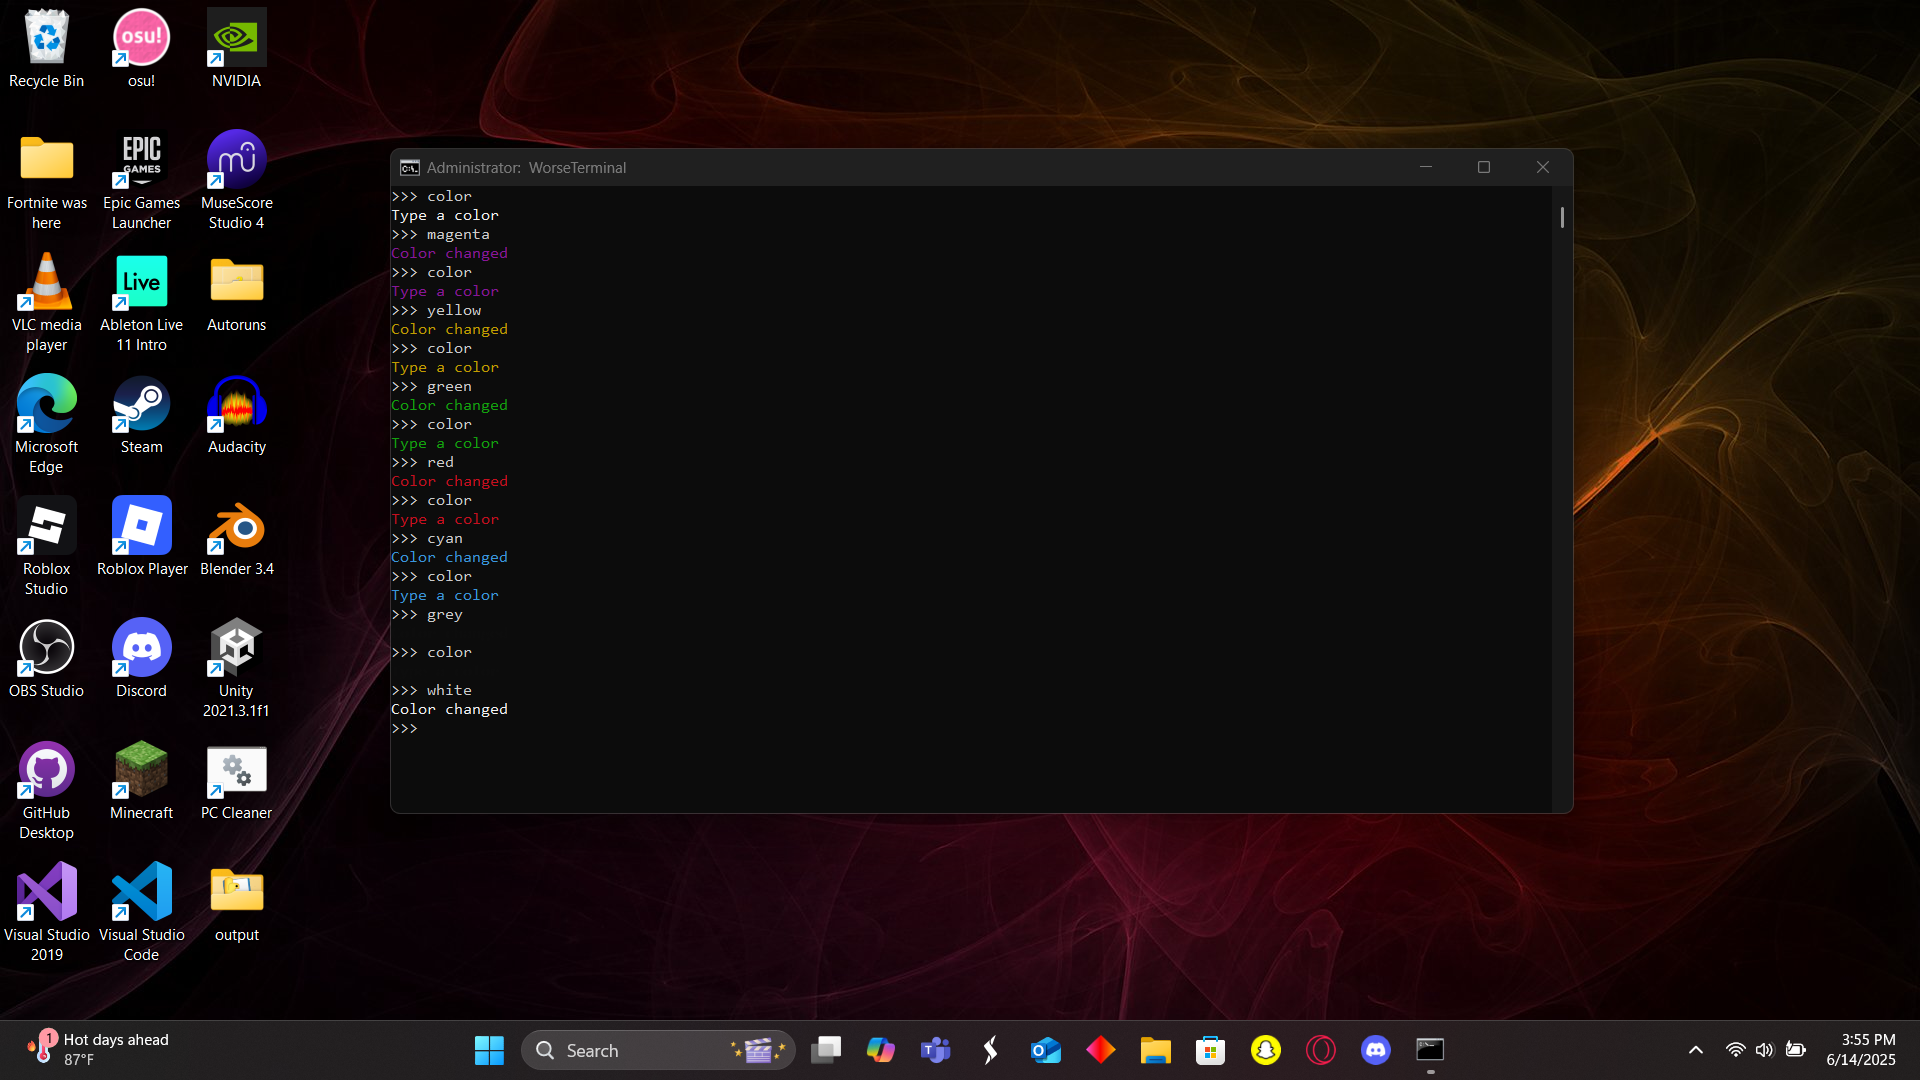 Recycle Bin
osu!
osu!
NVIDIA
Fortnite was
here
EPIC
GAMES
Epic Games
Launcher
MuseScore
Studio 4
VLC media
player
Live
Ableton Live
11 Intro
Autoruns
Microsoft
Edge
Steam
Audacity
Roblox
Studio
Roblox Player
Blender 3.4
OBS Studio
Discord
Unity
2021.3.1f1
GitHub
Desktop
Minecraft
PC Cleaner
Visual Studio
2019
Visual Studio
Code
output
Administrator:  WorseTerminal
>>> color
Type a color
>>> magenta
Color changed
>>> color
Type a color
>>> yellow
Color changed
>>> color
Type a color
>>> green
Color changed
>>> color
Type a color
>>> red
Color changed
>>> color
Type a color
>>> cyan
Color changed
>>> color
Type a color
>>> grey
>>> color
>>> white
Color changed
>>>
1
Hot days ahead
87°F
Search
3:55 PM
6/14/2025